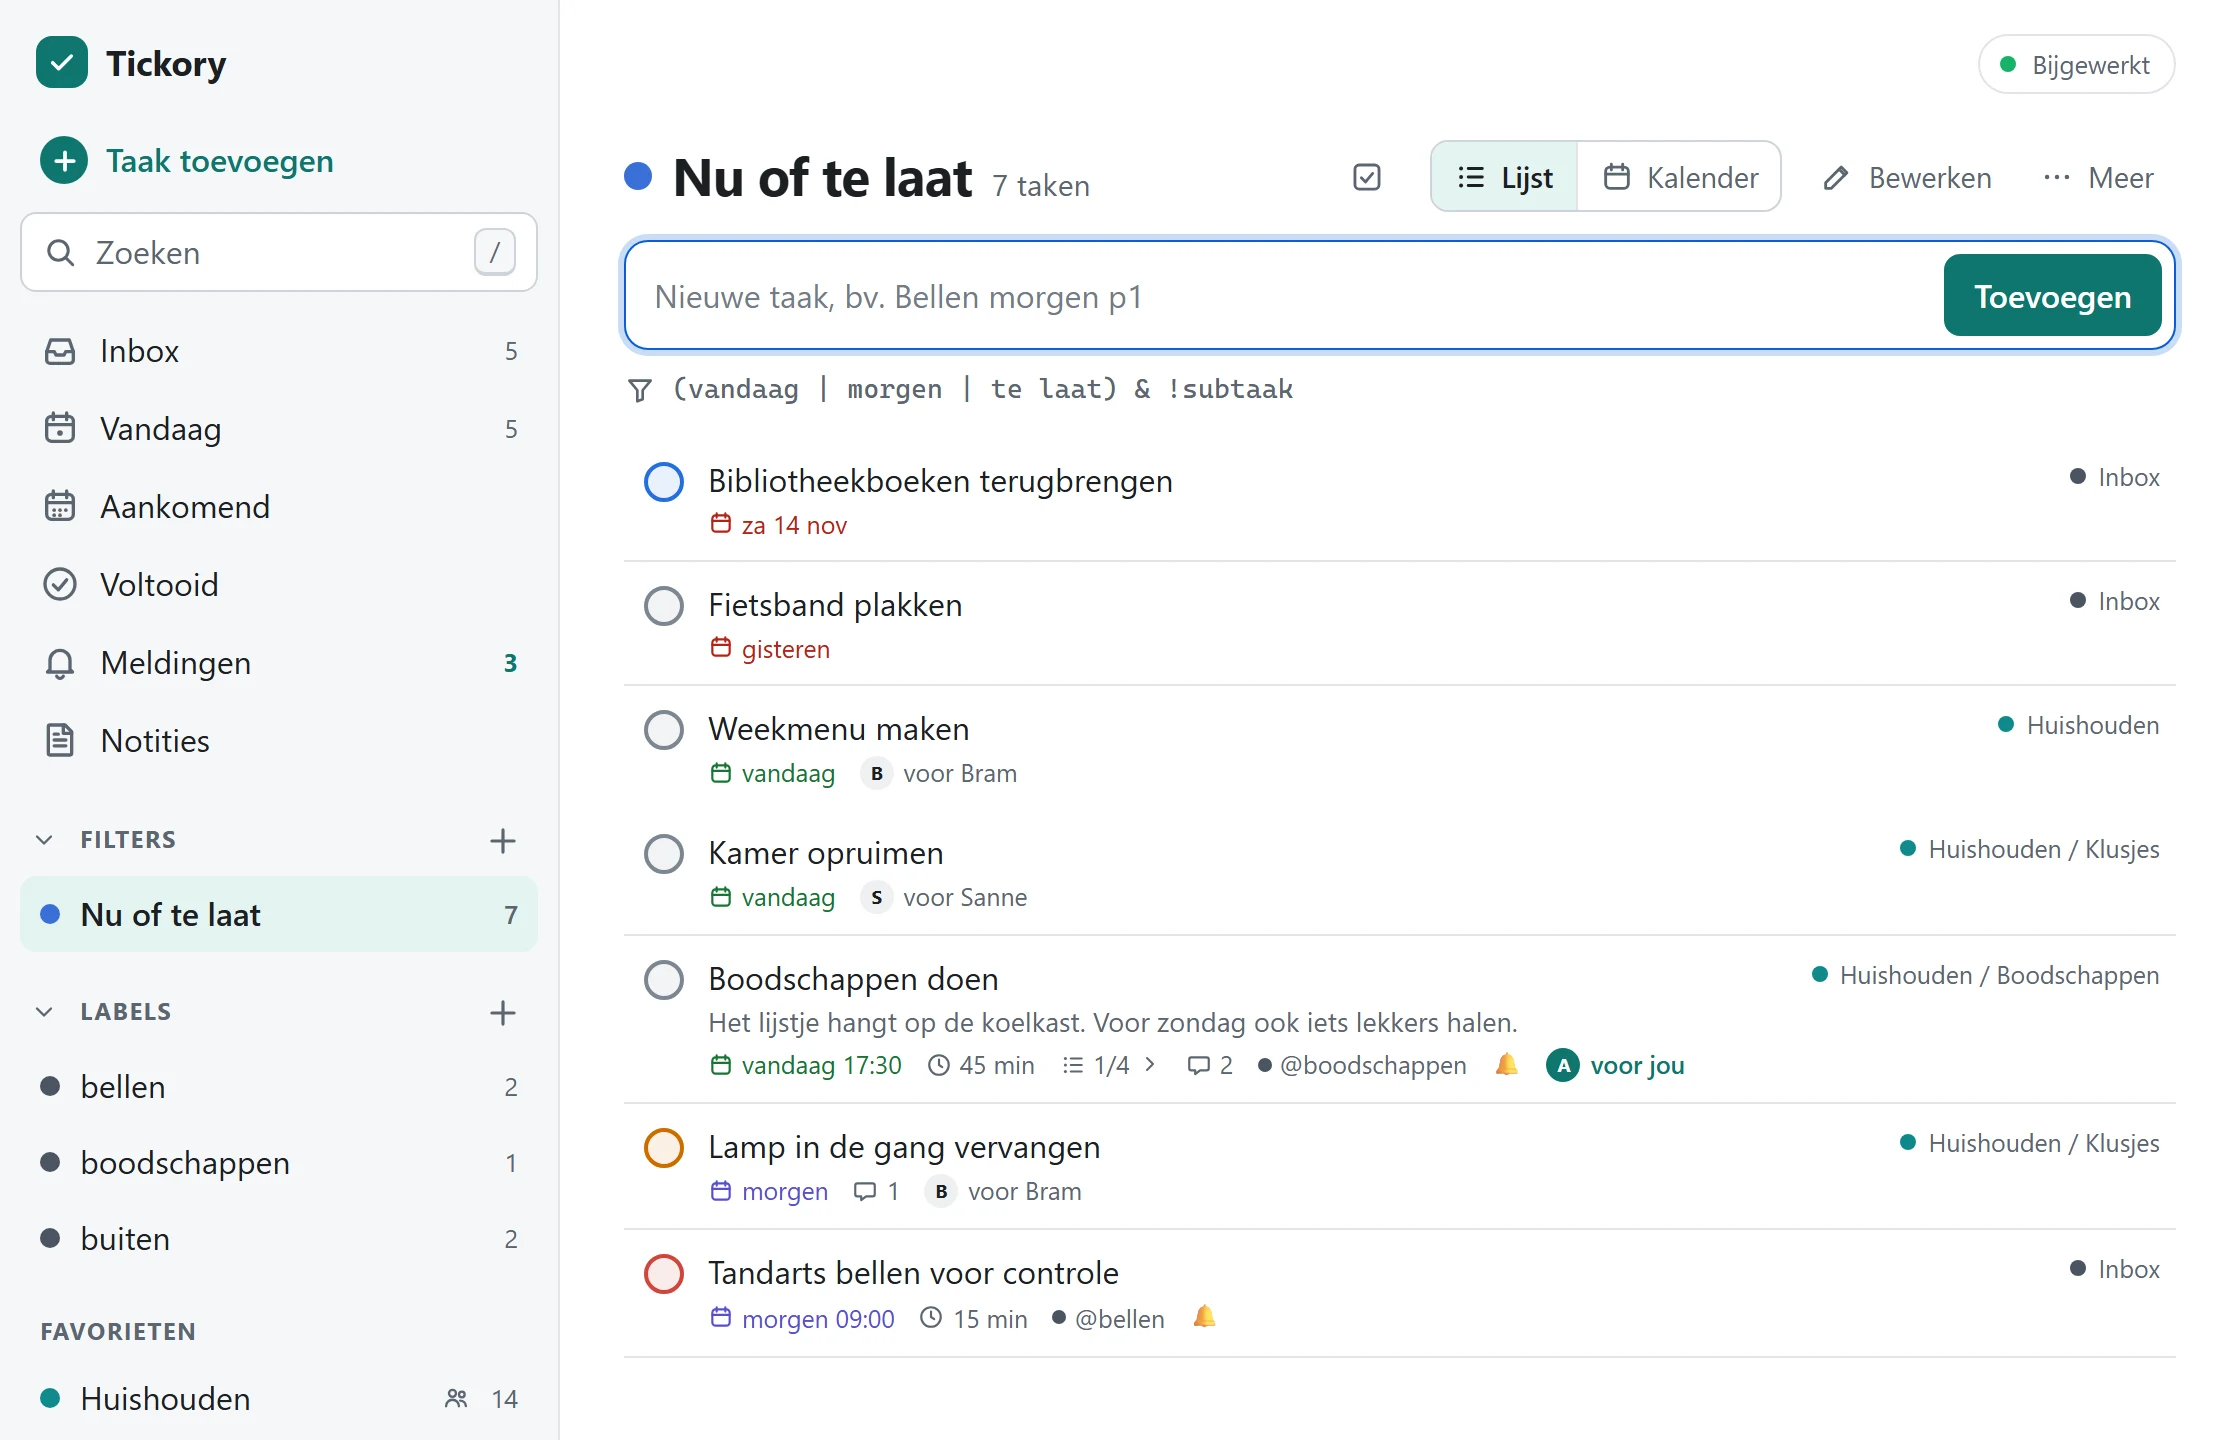 Tickory
Taak toevoegen
Zoeken /
Inbox 5
Vandaag 5
Aankomend
Voltooid
Meldingen 3
Notities
FILTERS
Nu of te laat 7
LABELS
bellen 2
boodschappen 1
buiten 2
FAVORIETEN
Huishouden 14
Bijgewerkt
Nu of te laat 7 taken
Lijst Kalender Bewerken Meer
Nieuwe taak, bv. Bellen morgen p1 Toevoegen
(vandaag | morgen | te laat) & !subtaak
Bibliotheekboeken terugbrengen Inbox
za 14 nov
Fietsband plakken Inbox
gisteren
Weekmenu maken Huishouden
vandaag B voor Bram
Kamer opruimen Huishouden / Klusjes
vandaag S voor Sanne
Boodschappen doen Huishouden / Boodschappen
Het lijstje hangt op de koelkast. Voor zondag ook iets lekkers halen.
vandaag 17:30 45 min 1/4 2 @boodschappen A voor jou
Lamp in de gang vervangen Huishouden / Klusjes
morgen 1 B voor Bram
Tandarts bellen voor controle Inbox
morgen 09:00 15 min @bellen